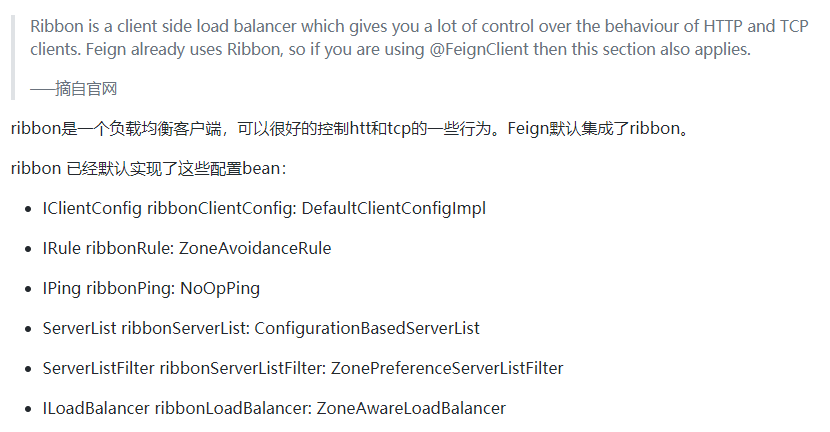 Ribbon is a client side load balancer which gives you a lot of control over the behaviour of HTTP and TCP
clients. Feign already uses Ribbon, so if you are using @FeignClient then this section also applies.
——摘自官网
ribbon是一个负载均衡客户端，可以很好的控制htt和tcp的一些行为。Feign默认集成了ribbon。
ribbon 已经默认实现了这些配置bean：
• IClientConfig ribbonClientConfig: DefaultClientConfigImpl
• IRule ribbonRule: ZoneAvoidanceRule
• IPing ribbonPing: NoOpPing
• ServerList ribbonServerList: ConfigurationBasedServerList
• ServerListFilter ribbonServerListFilter: ZonePreferenceServerListFilter
• ILoadBalancer ribbonLoadBalancer: ZoneAwareLoadBalancer